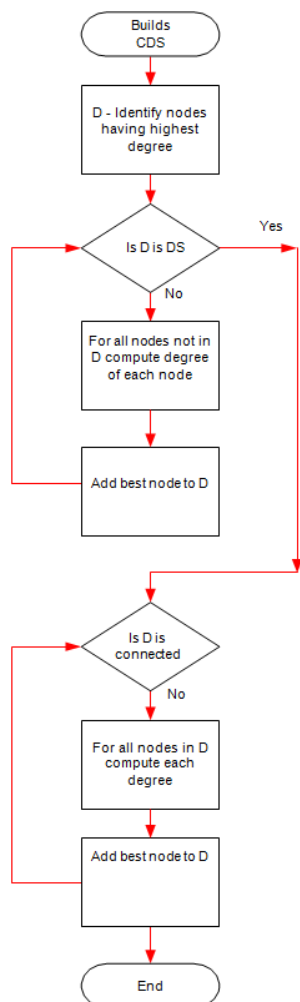 Builds
CDS
D - Identify nodes
having highest
degree
Is D is DS
Yes
No
For all nodes not in
D compute degree
of each node
Add best node to D
Is D is
connected
No
For all nodes in D
compute each
degree
Add best node to D
End